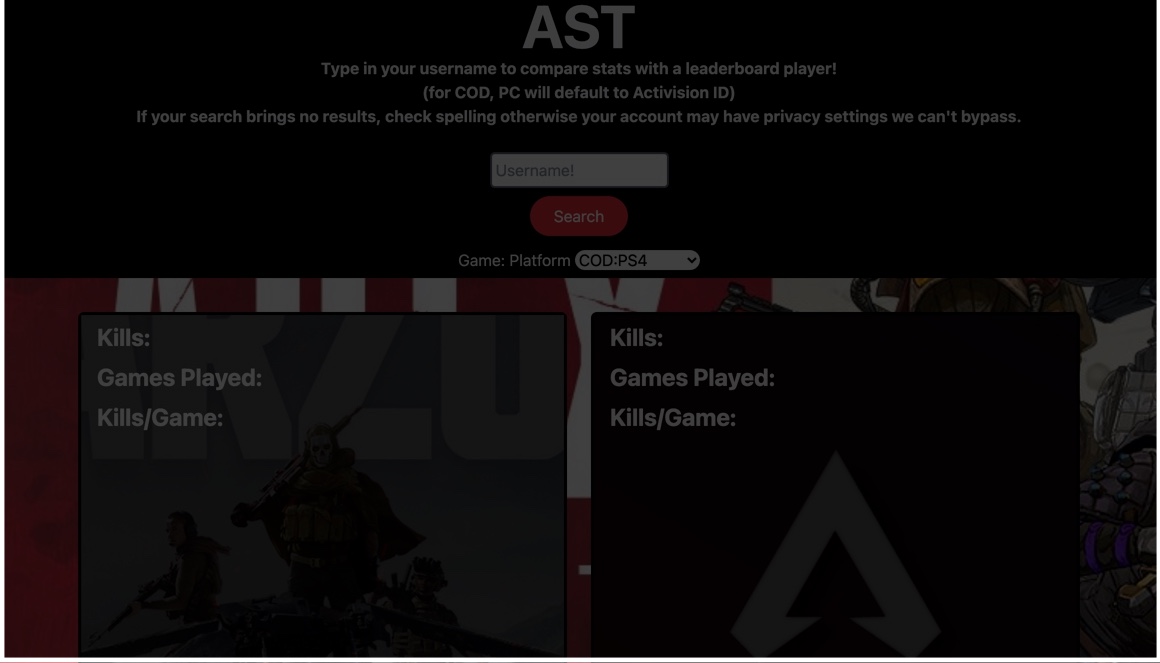 AST
Type in your username to compare stats with a leaderboard player!
(for COD, PC will default to Activision ID)
If your search brings no results, check spelling otherwise your account may have privacy settings we can't bypass.
Username!
Search
Game: Platform COD:PS4
Kills:
Games Played:
Kills/Game:
Kills:
Games Played:
Kills/Game: